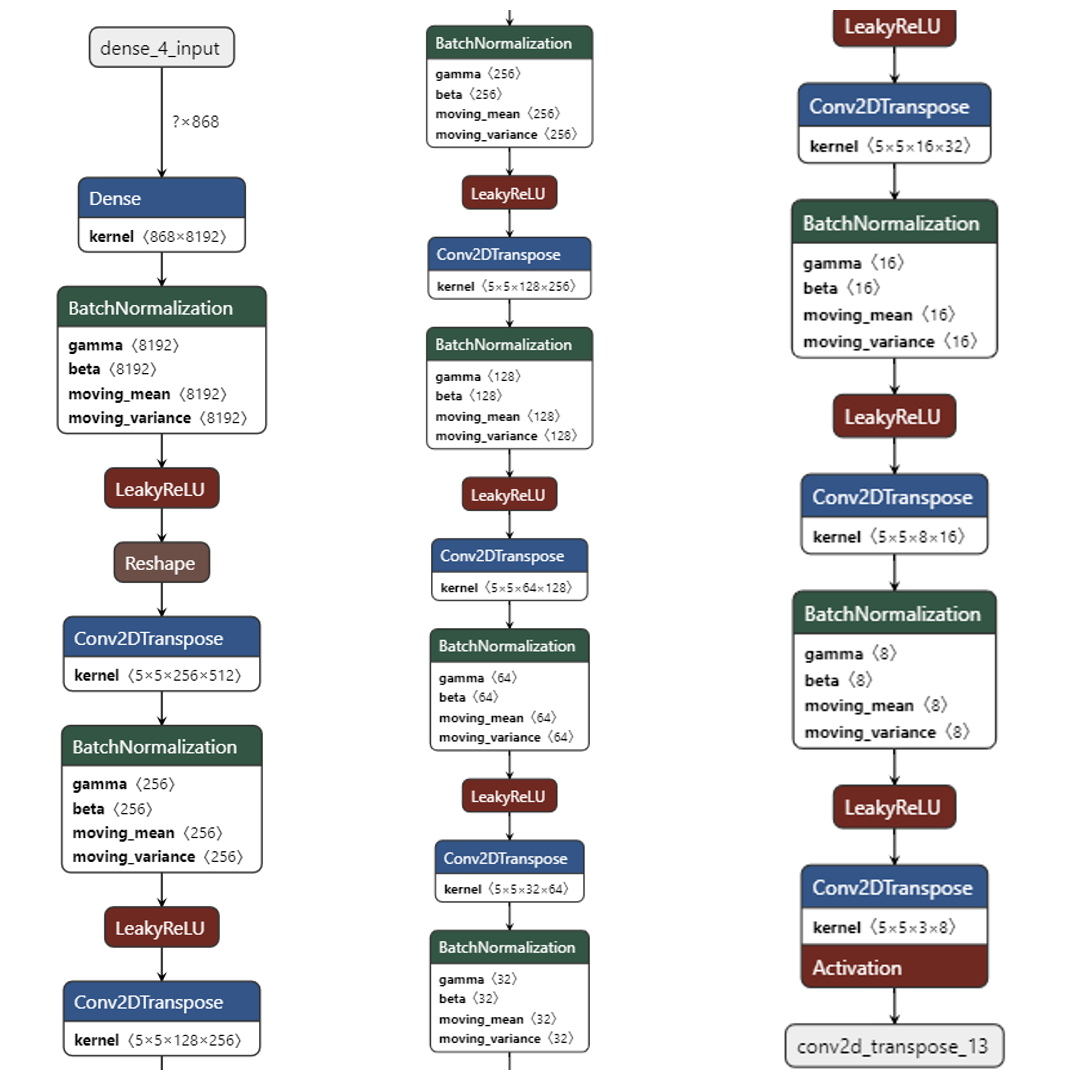 dense_4_input
?×868
Dense
kernel ⟨868×8192⟩
BatchNormalization
gamma ⟨8192⟩
beta ⟨8192⟩
moving_mean ⟨8192⟩
moving_variance ⟨8192⟩
LeakyReLU
Reshape
Conv2DTranspose
kernel ⟨5×5×256×512⟩
BatchNormalization
gamma ⟨256⟩
beta ⟨256⟩
moving_mean ⟨256⟩
moving_variance ⟨256⟩
LeakyReLU
Conv2DTranspose
kernel ⟨5×5×128×256⟩
BatchNormalization
gamma ⟨256⟩
beta ⟨256⟩
moving_mean ⟨256⟩
moving_variance ⟨256⟩
LeakyReLU
Conv2DTranspose
kernel ⟨5×5×128×256⟩
BatchNormalization
gamma ⟨128⟩
beta ⟨128⟩
moving_mean ⟨128⟩
moving_variance ⟨128⟩
LeakyReLU
Conv2DTranspose
kernel ⟨5×5×64×128⟩
BatchNormalization
gamma ⟨64⟩
beta ⟨64⟩
moving_mean ⟨64⟩
moving_variance ⟨64⟩
LeakyReLU
Conv2DTranspose
kernel ⟨5×5×32×64⟩
BatchNormalization
gamma ⟨32⟩
beta ⟨32⟩
moving_mean ⟨32⟩
moving_variance ⟨32⟩
LeakyReLU
Conv2DTranspose
kernel ⟨5×5×16×32⟩
BatchNormalization
gamma ⟨16⟩
beta ⟨16⟩
moving_mean ⟨16⟩
moving_variance ⟨16⟩
LeakyReLU
Conv2DTranspose
kernel ⟨5×5×8×16⟩
BatchNormalization
gamma ⟨8⟩
beta ⟨8⟩
moving_mean ⟨8⟩
moving_variance ⟨8⟩
LeakyReLU
Conv2DTranspose
kernel ⟨5×5×3×8⟩
Activation
conv2d_transpose_13